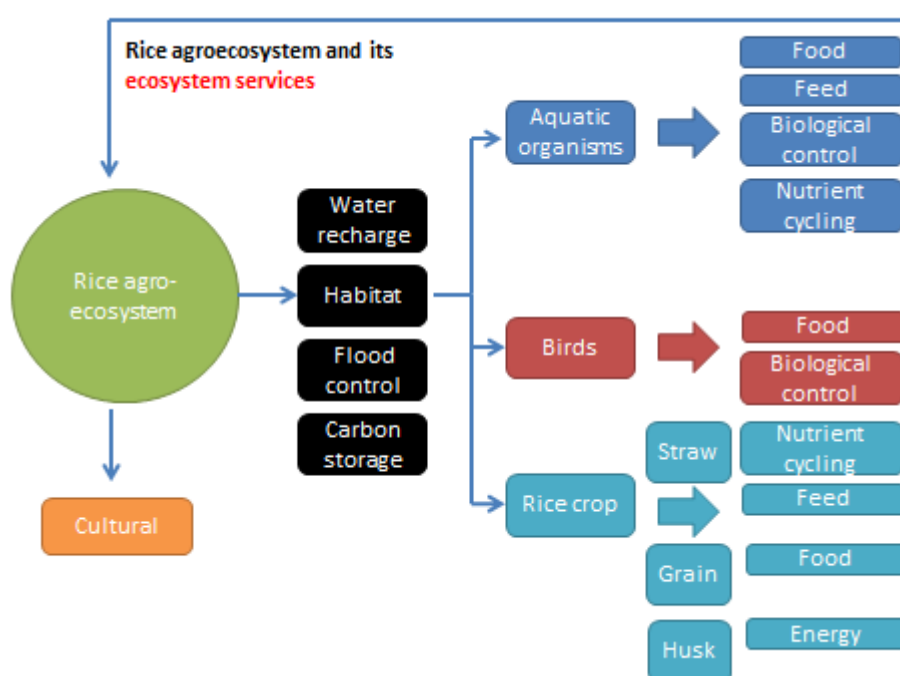 Rice agroecosystem and its
ecosystem services
Rice agro-
ecosystem
Cultural
Water
recharge
Habitat
Flood
control
Carbon
storage
Aquatic
organisms
Food
Feed
Biological
control
Nutrient
cycling
Birds
Food
Biological
control
Rice crop
Straw
Nutrient
cycling
Feed
Grain
Food
Husk
Energy